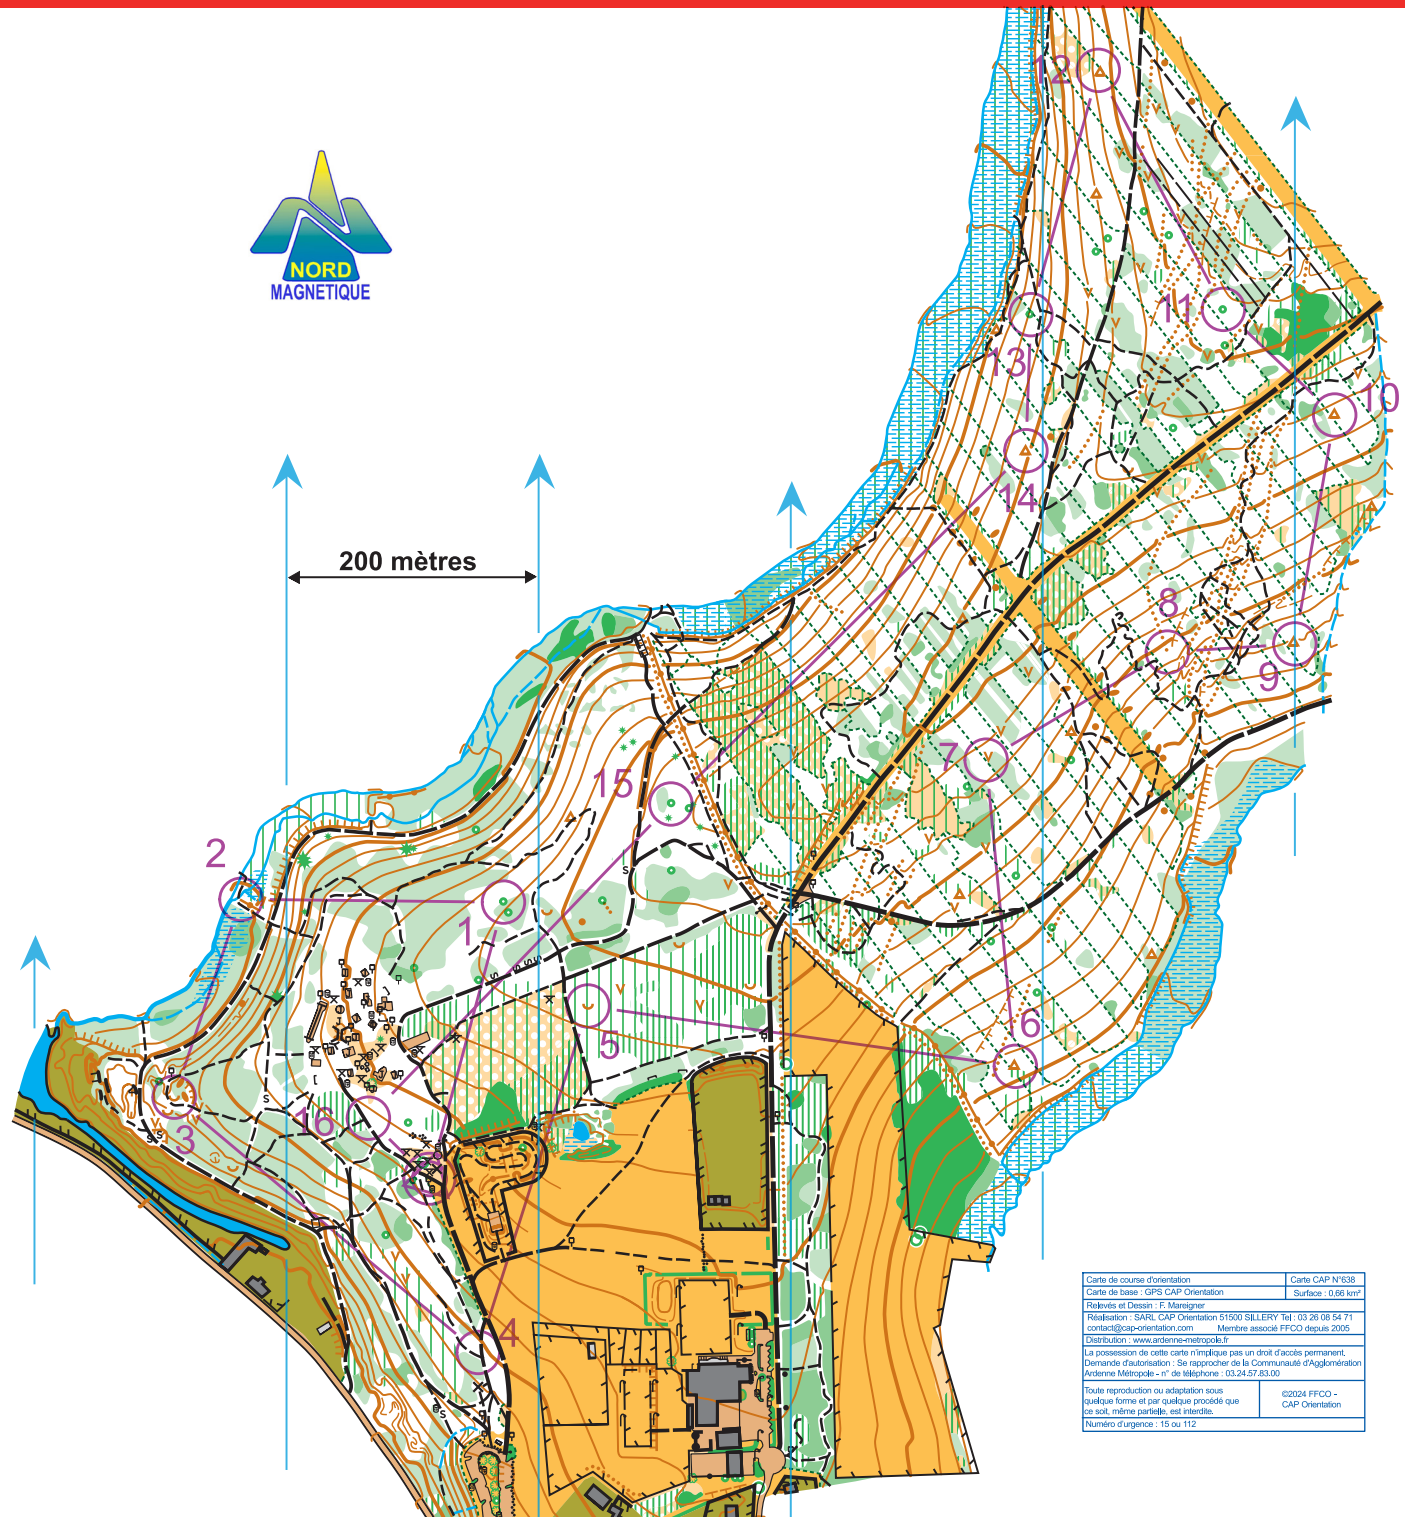 12
NORD
MAGNETIQUE
11
13
10
14
200 mètres
8
9
7
15
2
1
5
6
16
3
4
Carte de course d'orientation
Carte CAP N°638
Carte de base : GPS CAP Orientation
Surface : 0,66 km²
Relevés et Dessin : F. Mareigner
Réalisation : SARL CAP Orientation 51500 SILLERY Tel : 03 26 08 54 71
contact@cap-orientation.com Membre associé FFCO depuis 2005
Distribution : www.ardenne-metropole.fr
La possession de cette carte n'implique pas un droit d'accès permanent.
Demande d'autorisation : Se rapprocher de la Communauté d'Agglomération
Ardenne Métropole - n° de téléphone : 03.24.57.83.00
Toute reproduction ou adaptation sous
quelque forme et par quelque procédé que
ce soit, même partielle, est interdite.
©2024 FFCO -
CAP Orientation
Numéro d'urgence : 15 ou 112